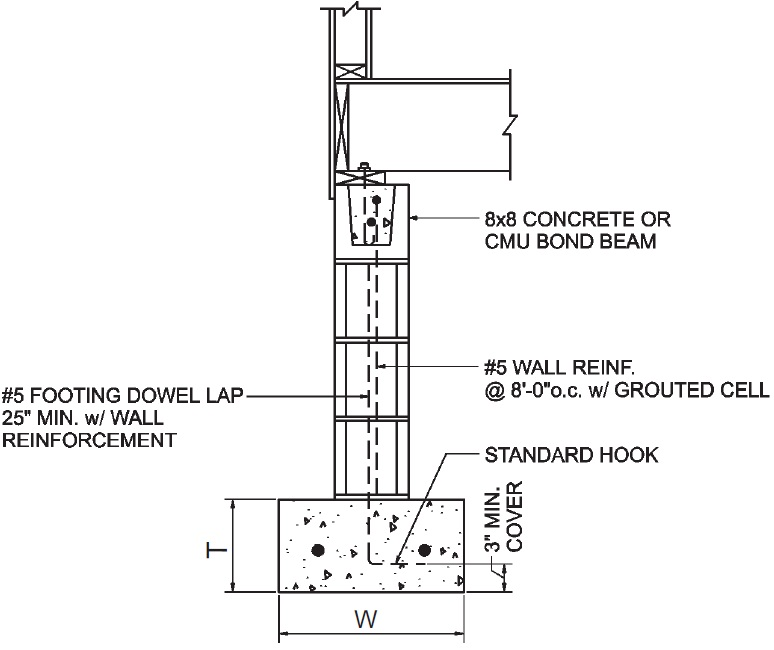 8x8 CONCRETE OR
CMU BOND BEAM
#5 WALL REINF.
@ 8'-0"o.c. w/ GROUTED CELL
#5 FOOTING DOWEL LAP
25" MIN. w/ WALL
REINFORCEMENT
STANDARD HOOK
3" MIN.
COVER
T
W